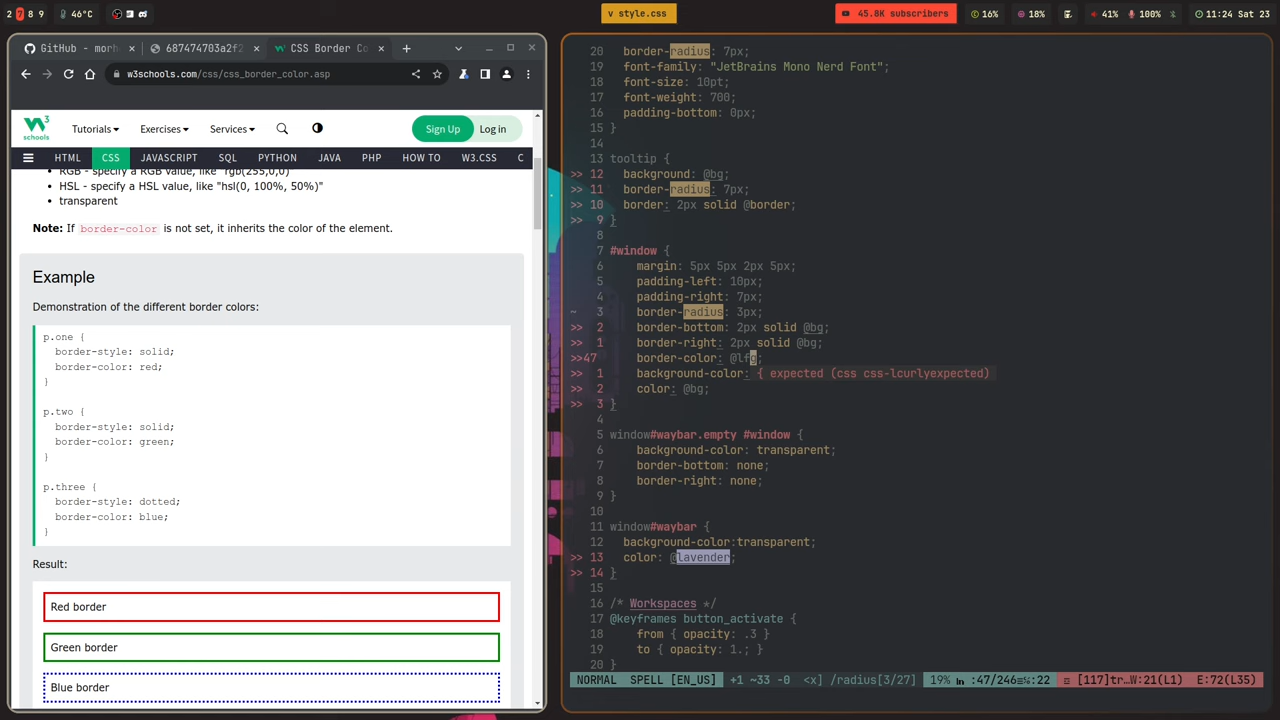 2 7 8 9
46°C
v style.css
45.8K subscribers
16%
18%
41%
100%
11:24 Sat 23
GitHub - morh
687474703a2f2
CSS Border Co
w3schools.com/css/css_border_color.asp
3
schools
Tutorials
Exercises
Services
Sign Up
Log in
HTML
CSS
JAVASCRIPT
SQL
PYTHON
JAVA
PHP
HOW TO
W3.CSS
C
• RGB - specify a RGB value, like "rgb(255,0,0)"
• HSL - specify a HSL value, like "hsl(0, 100%, 50%)"
• transparent
Note: If border-color is not set, it inherits the color of the element.
Example
Demonstration of the different border colors:
p.one {
border-style: solid;
border-color: red;
}
p.two {
border-style: solid;
border-color: green;
}
p.three {
border-style: dotted;
border-color: blue;
}
Result:
Red border
Green border
Blue border
20 border-radius: 7px;
19 font-family: "JetBrains Mono Nerd Font";
18 font-size: 10pt;
17 font-weight: 700;
16 padding-bottom: 0px;
15 }
14
13 tooltip {
>> 12 background: @bg;
>> 11 border-radius: 7px;
>> 10 border: 2px solid @border;
>> 9 }
8
7 #window {
6 margin: 5px 5px 2px 5px;
5 padding-left: 10px;
4 padding-right: 7px;
~ 3 border-radius: 3px;
>> 2 border-bottom: 2px solid @bg;
>> 1 border-right: 2px solid @bg;
>>47 border-color: @lfg;
>> 1 background-color: { expected (css css-lcurlyexpected)
>> 2 color: @bg;
>> 3 }
4
5 window#waybar.empty #window {
6 background-color: transparent;
7 border-bottom: none;
8 border-right: none;
9 }
10
11 window#waybar {
12 background-color:transparent;
>> 13 color: @lavender;
>> 14 }
15
16 /* Workspaces */
17 @keyframes button_activate {
18 from { opacity: .3 }
19 to { opacity: 1.; }
20 }
NORMAL SPELL [EN_US] +1 ~33 -0 <x] /radius[3/27] 19% :47/246 :22 [117]tr…W:21(L1) E:72(L35)